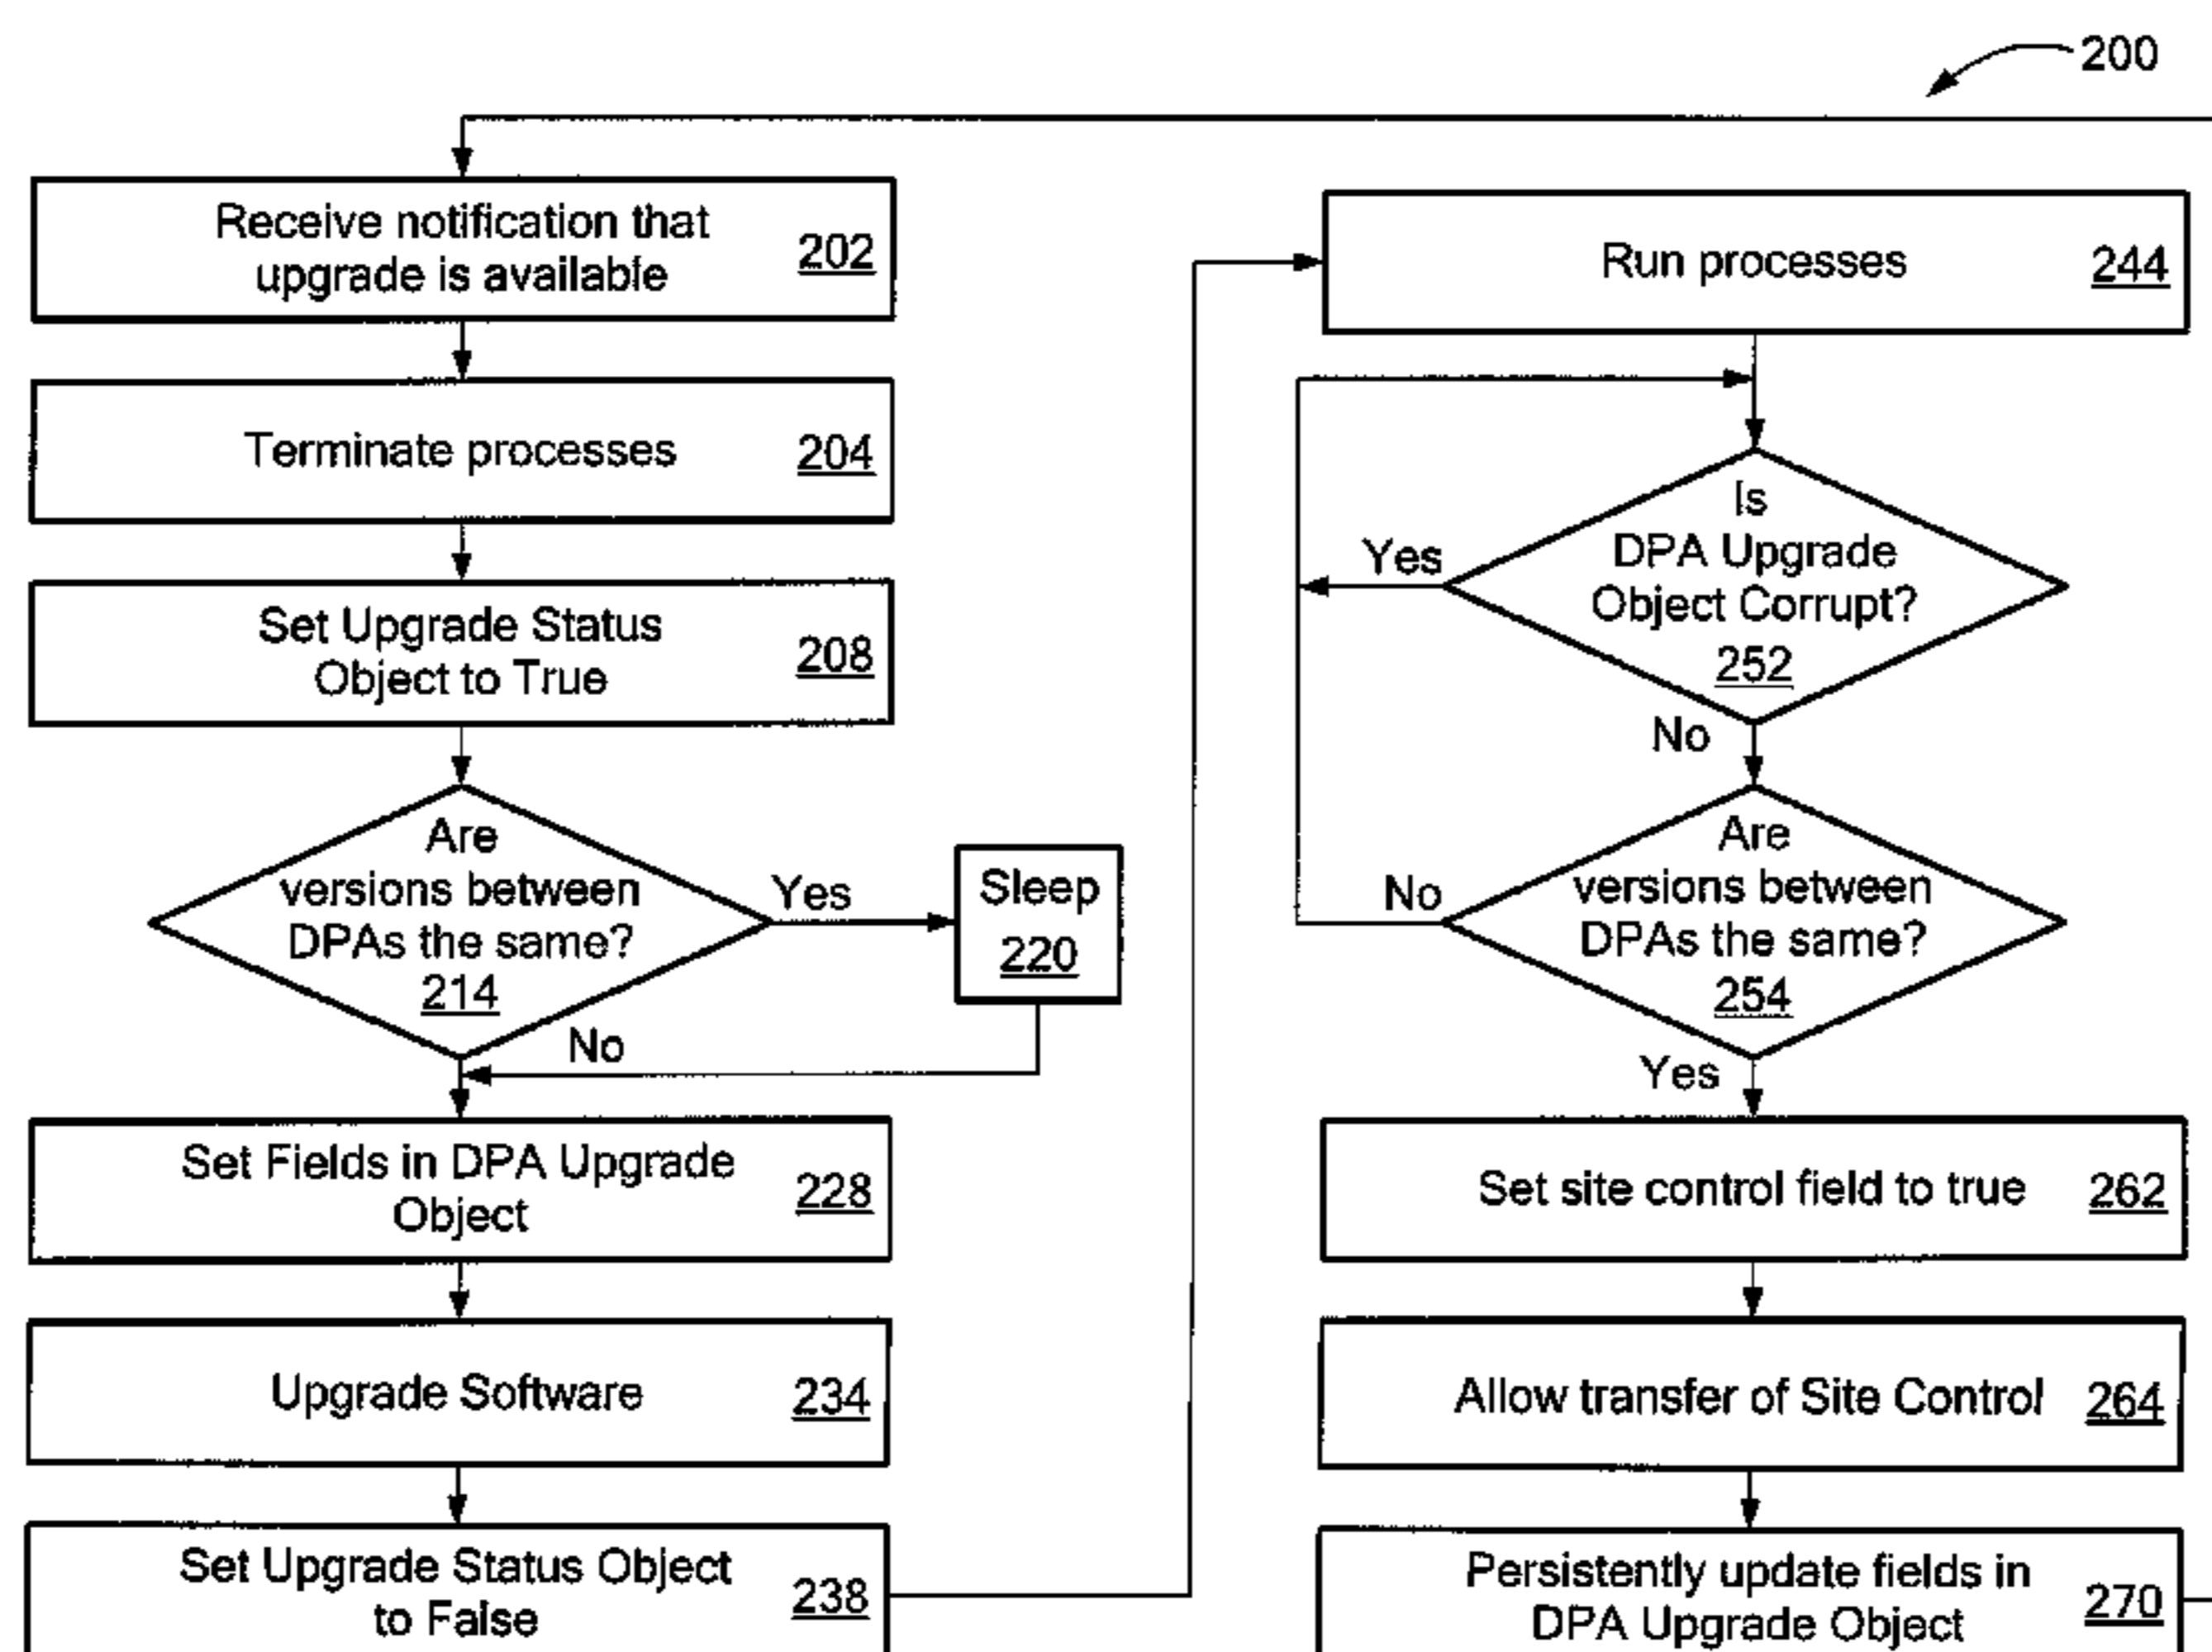 200
Receive notification that
upgrade is available
202
Terminate processes
204
Set Upgrade Status
Object to True
208
Are
versions between
DPAs the same?
214
Yes
Sleep
220
No
Set Fields in DPA Upgrade
Object
228
Upgrade Software
234
Set Upgrade Status Object
to False
238
Run processes
244
Is
DPA Upgrade
Object Corrupt?
252
Yes
No
Are
versions between
DPAs the same?
254
No
Yes
Set site control field to true
262
Allow transfer of Site Control
264
Persistently update fields in
DPA Upgrade Object
270